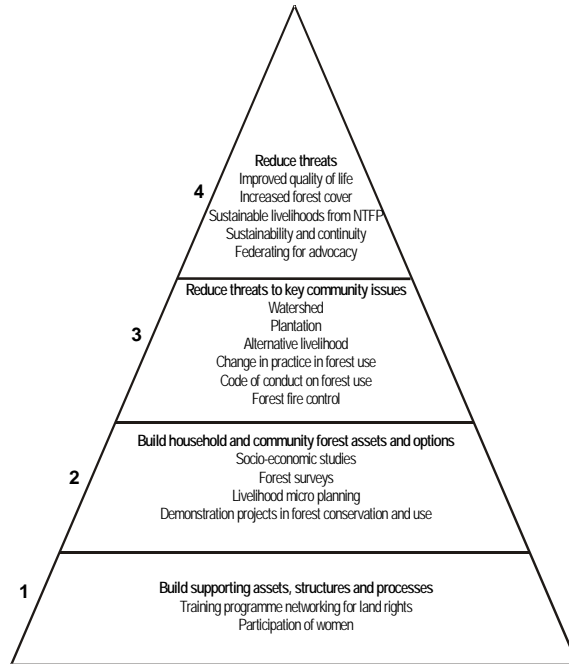 4
Reduce threats
Improved quality of life
Increased forest cover
Sustainable livelihoods from NTFP
Sustainability and continuity
Federating for advocacy
3
Reduce threats to key community issues
Watershed
Plantation
Alternative livelihood
Change in practice in forest use
Code of conduct on forest use
Forest fire control
2
Build household and community forest assets and options
Socio-economic studies
Forest surveys
Livelihood micro planning
Demonstration projects in forest conservation and use
1
Build supporting assets, structures and processes
Training programme networking for land rights
Participation of women